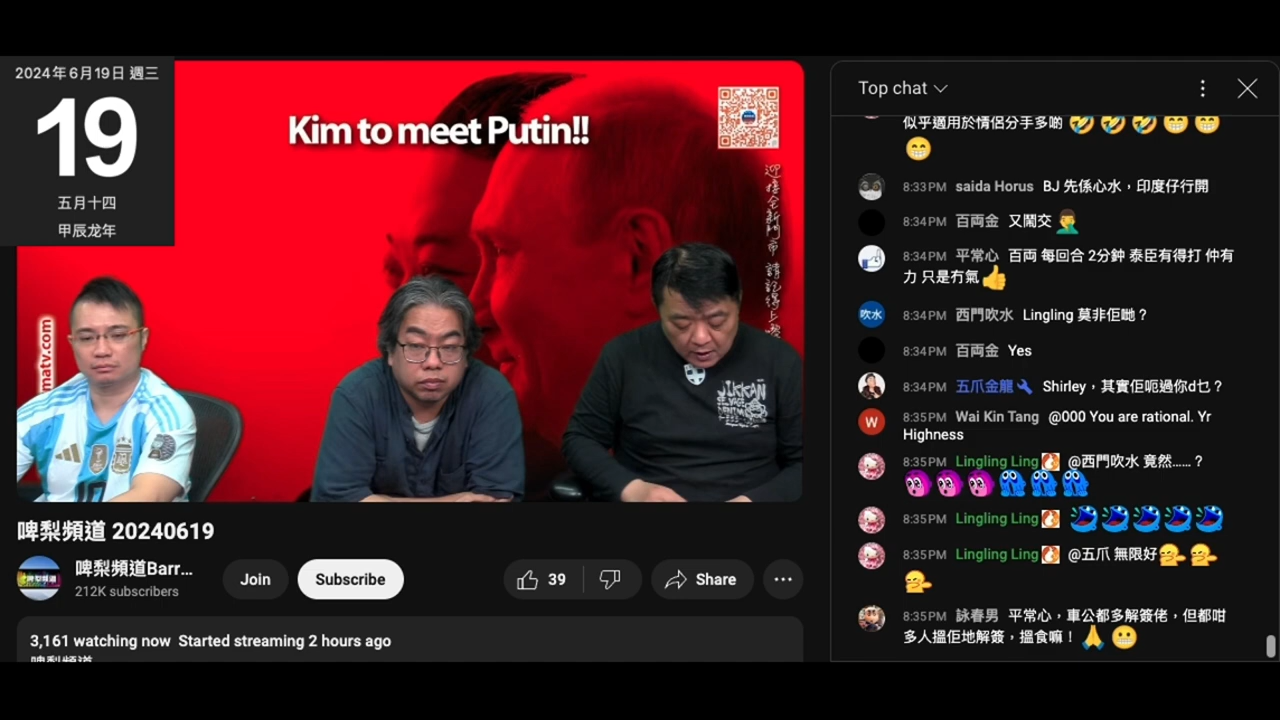 2024年6月19日 週三
19
五月十四
甲辰龙年
Kim to meet Putin!!
matv.com
JIKKAN
啤梨頻道 20240619
啤梨頻道Barr...
212K subscribers
Join
Subscribe
39
Share
3,161 watching now Started streaming 2 hours ago
啤梨頻道
Top chat
似乎適用於情侶分手多啲 🤣🤣🤣😁😁
😁
8:33 PM saida Horus BJ 先係心水，印度仔行開
8:34 PM 百両金 又鬧交 🤦‍♂️
8:34 PM 平常心 百両 每回合 2分鈡 泰臣有得打 仲有
力 只是冇氣👍
吹水
8:34 PM 西門吹水 Lingling 莫非佢哋？
8:34 PM 百両金 Yes
8:34 PM 五爪金龍 Shirley，其實佢呃過你d乜？
W
8:35 PM Wai Kin Tang @000 You are rational. Yr
Highness
8:35 PM Lingling Ling @西門吹水 竟然......？
8:35 PM Lingling Ling
8:35 PM Lingling Ling @五爪 無限好🫴🫴
8:35 PM 詠春男 平常心，車公都多解簽佬，但都咁
多人搵佢地解簽，搵食嘛！🙏😬